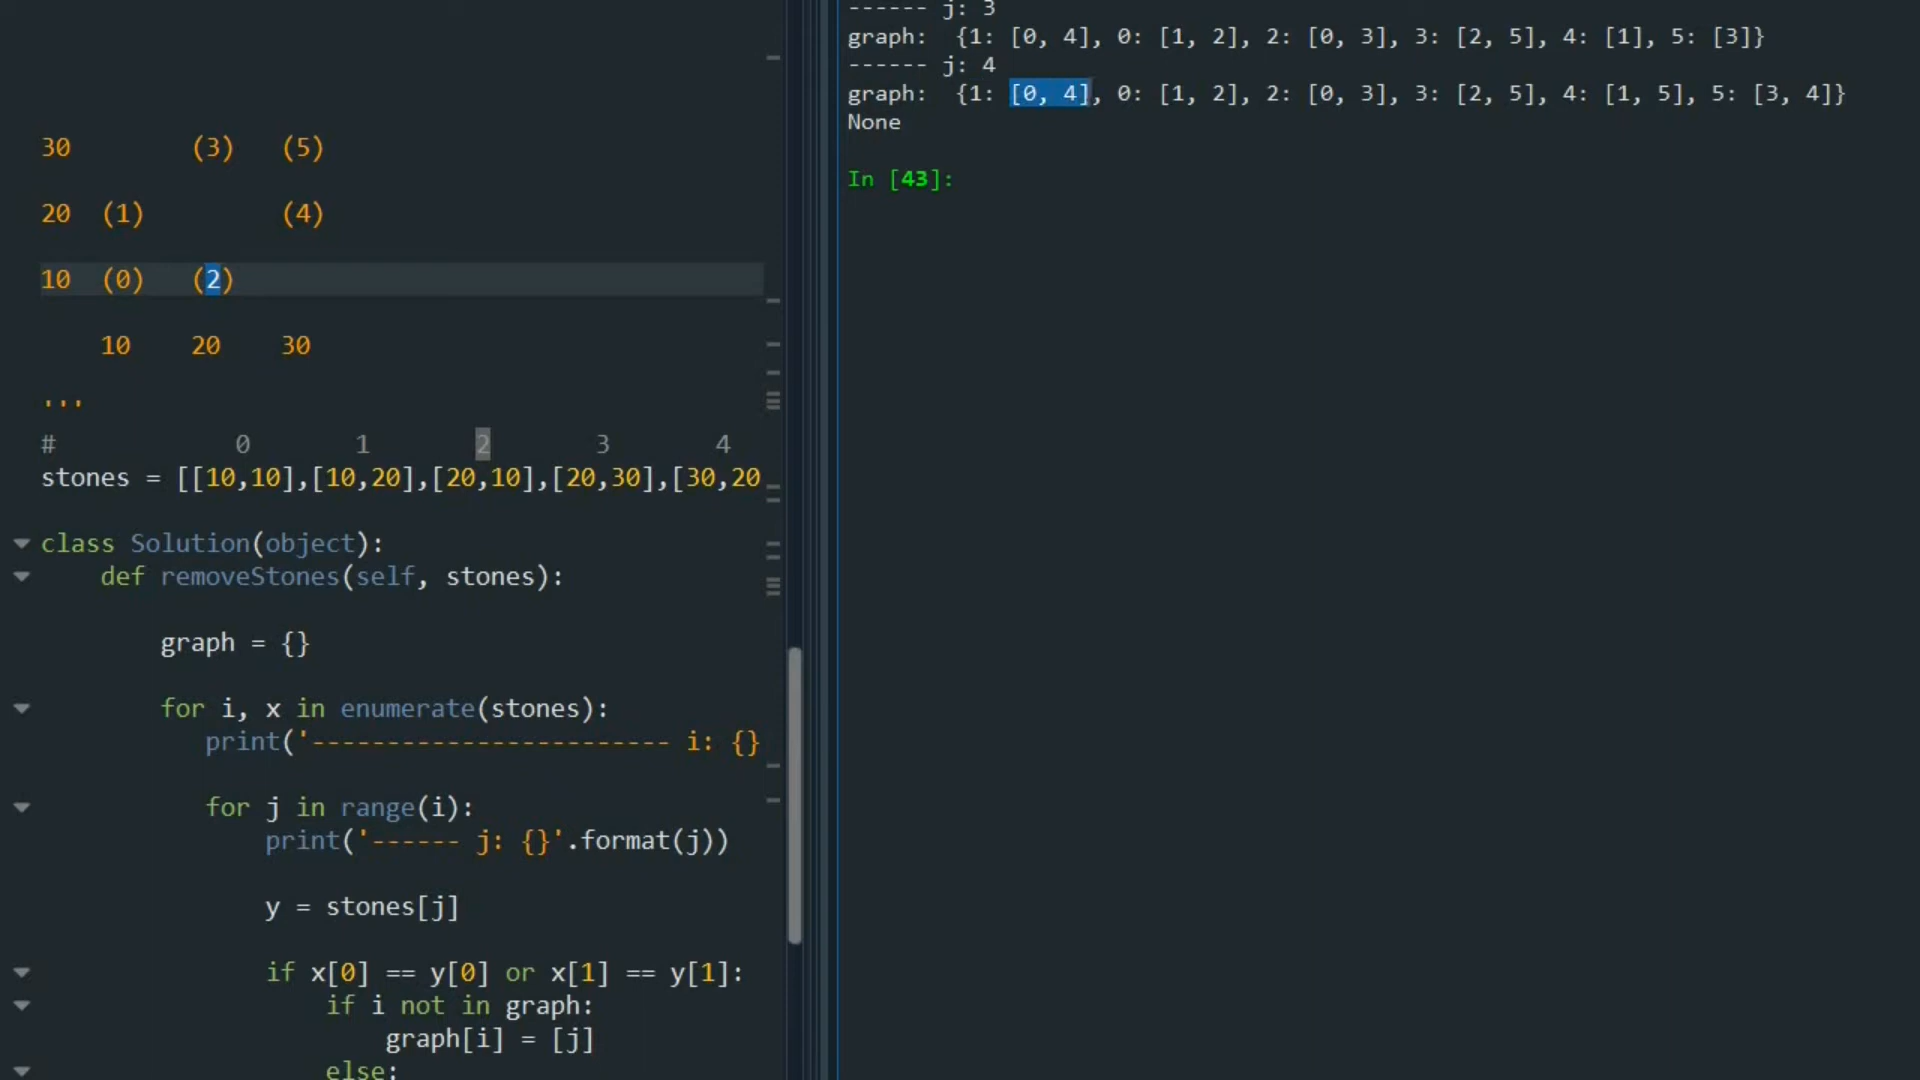 30        (3)   (5)
20  (1)         (4)
10  (0)   (2)
    10    20    30
'''
#            0       1       2       3       4
stones = [[10,10],[10,20],[20,10],[20,30],[30,20
class Solution(object):
    def removeStones(self, stones):
        graph = {}
        for i, x in enumerate(stones):
           print('------------------------ i: {}
           for j in range(i):
               print('------ j: {}'.format(j))
               y = stones[j]
               if x[0] == y[0] or x[1] == y[1]:
                   if i not in graph:
                       graph[i] = [j]
                   else:
------ j: 3
graph:  {1: [0, 4], 0: [1, 2], 2: [0, 3], 3: [2, 5], 4: [1], 5: [3]}
------ j: 4
graph:  {1: [0, 4], 0: [1, 2], 2: [0, 3], 3: [2, 5], 4: [1, 5], 5: [3, 4]}
None
In [43]: